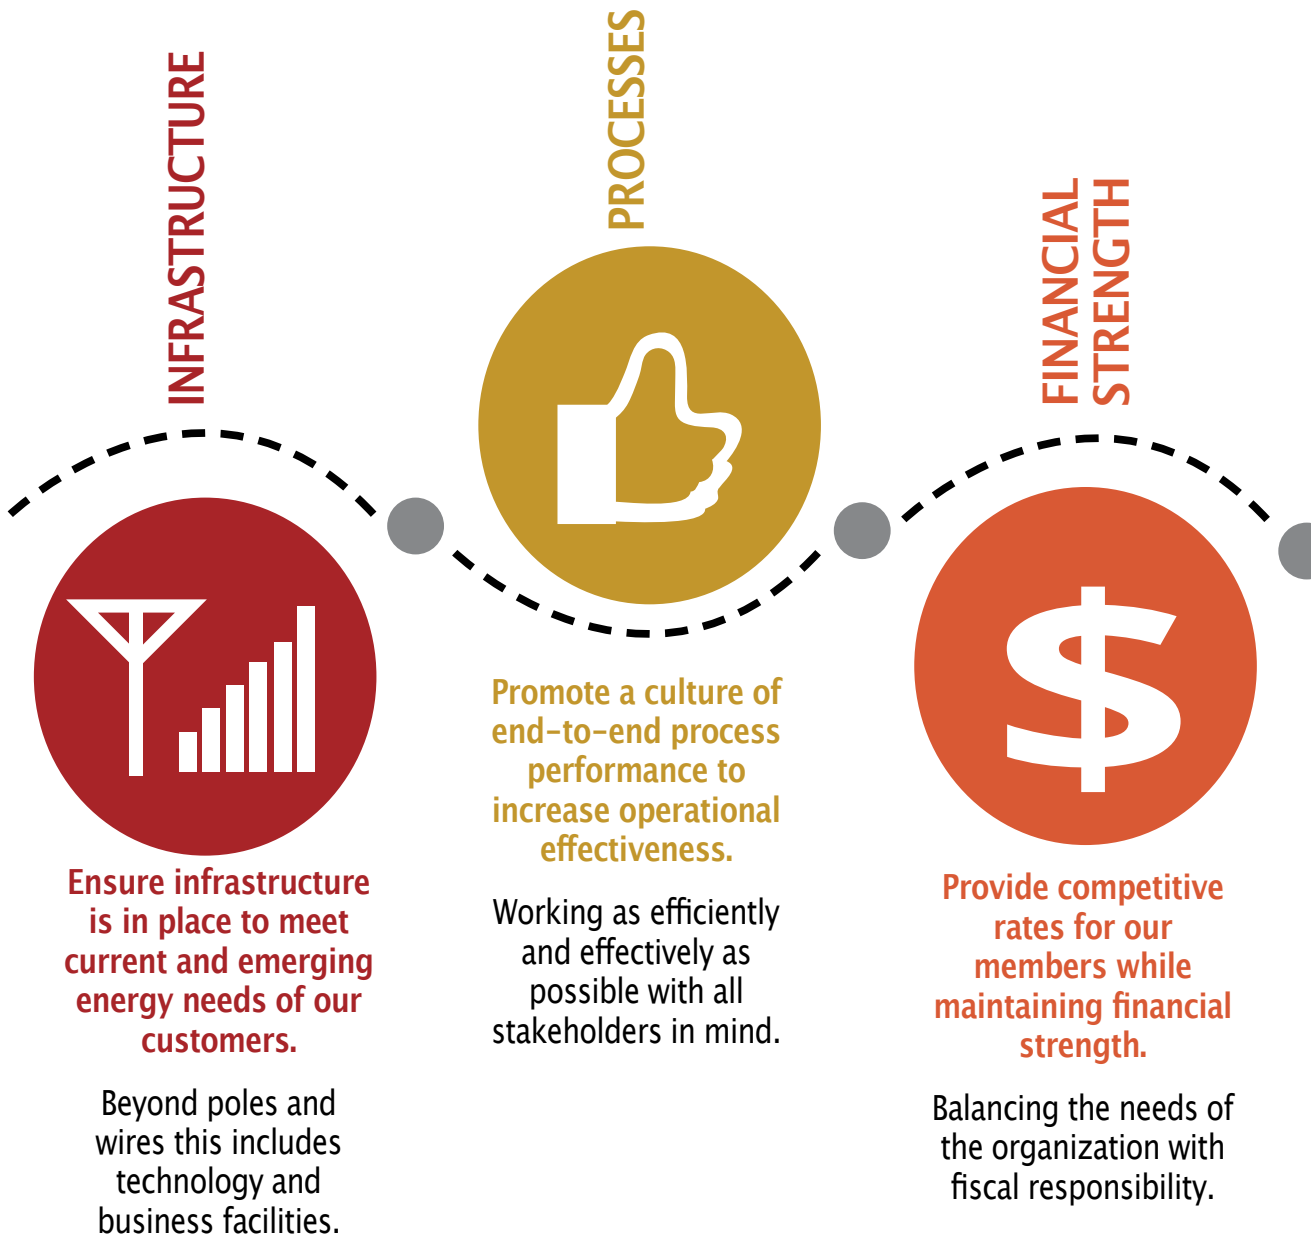 INFRASTRUCTURE
Ensure infrastructure
is in place to meet
current and emerging
energy needs of our
customers.
Beyond poles and
wires this includes
technology and
business facilities.
PROCESSES
Promote a culture of
end-to-end process
performance to
increase operational
effectiveness.
Working as efficiently
and effectively as
possible with all
stakeholders in mind.
FINANCIAL
STRENGTH
$
Provide competitive
rates for our
members while
maintaining financial
strength.
Balancing the needs of
the organization with
fiscal responsibility.